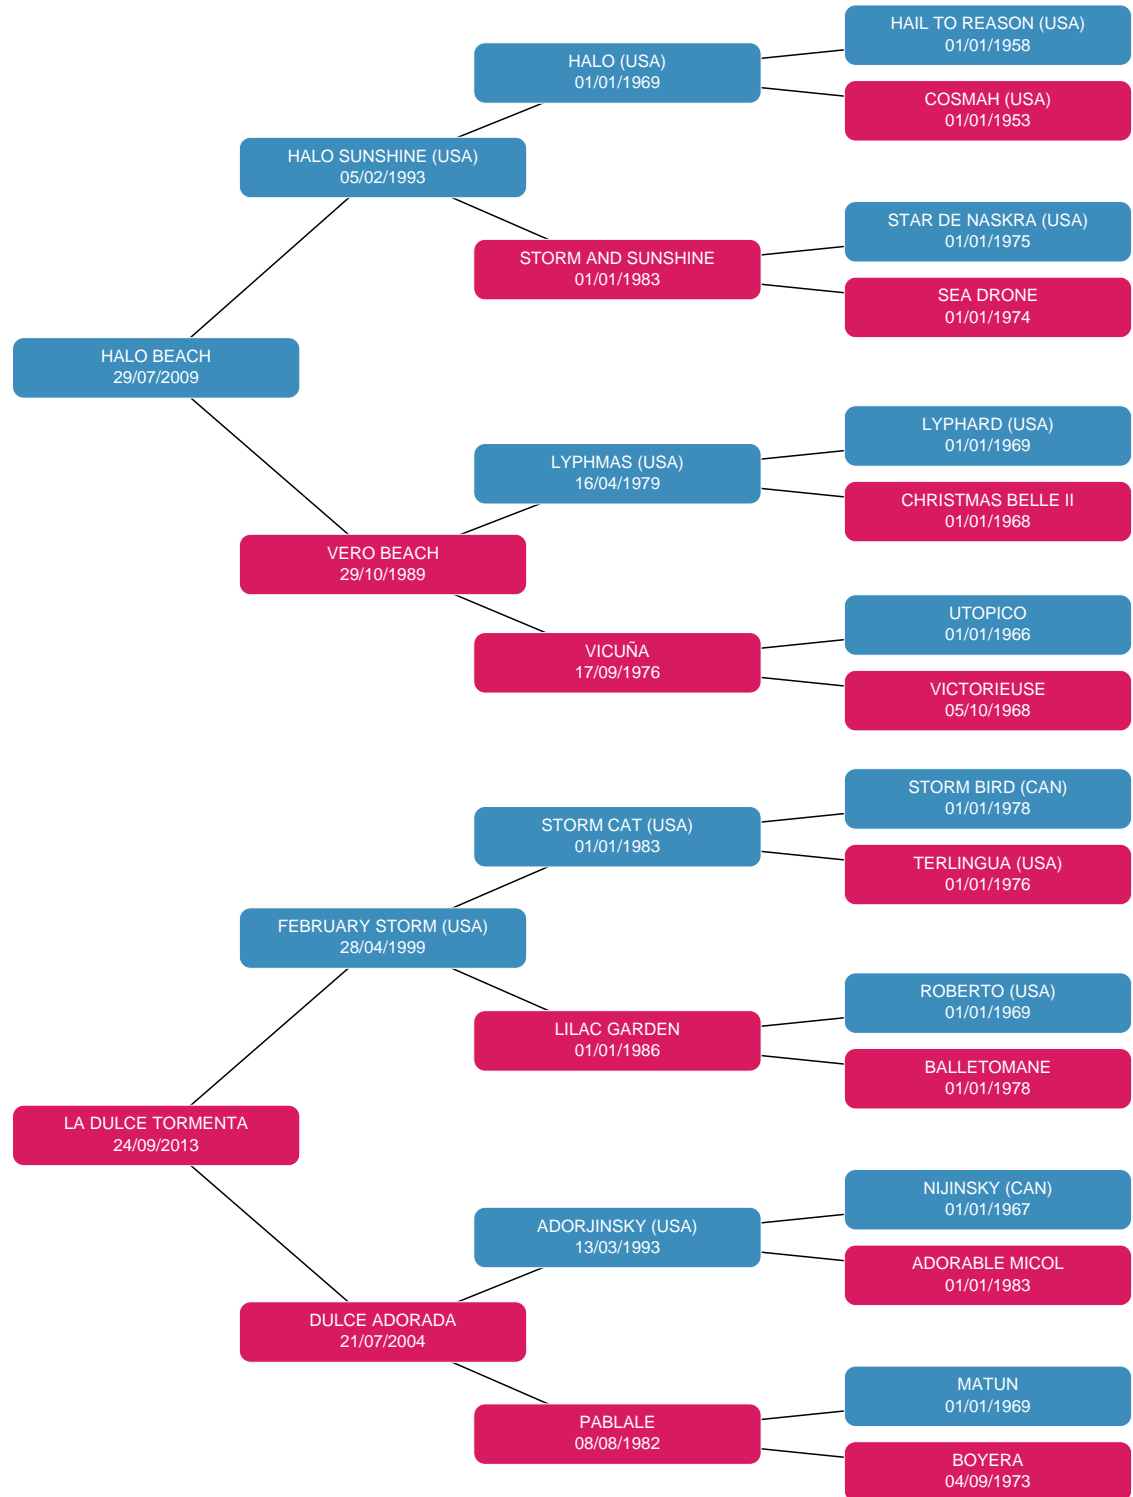 HAIL TO REASON (USA)
01/01/1958
HALO (USA)
01/01/1969
COSMAH (USA)
01/01/1953
HALO SUNSHINE (USA)
05/02/1993
STAR DE NASKRA (USA)
01/01/1975
STORM AND SUNSHINE
01/01/1983
SEA DRONE
01/01/1974
HALO BEACH
29/07/2009
LYPHARD (USA)
01/01/1969
LYPHMAS (USA)
16/04/1979
CHRISTMAS BELLE II
01/01/1968
VERO BEACH
29/10/1989
UTOPICO
01/01/1966
VICUÑA
17/09/1976
VICTORIEUSE
05/10/1968
STORM BIRD (CAN)
01/01/1978
STORM CAT (USA)
01/01/1983
TERLINGUA (USA)
01/01/1976
FEBRUARY STORM (USA)
28/04/1999
ROBERTO (USA)
01/01/1969
LILAC GARDEN
01/01/1986
BALLETOMANE
01/01/1978
LA DULCE TORMENTA
24/09/2013
NIJINSKY (CAN)
01/01/1967
ADORJINSKY (USA)
13/03/1993
ADORABLE MICOL
01/01/1983
DULCE ADORADA
21/07/2004
MATUN
01/01/1969
PABLALE
08/08/1982
BOYERA
04/09/1973